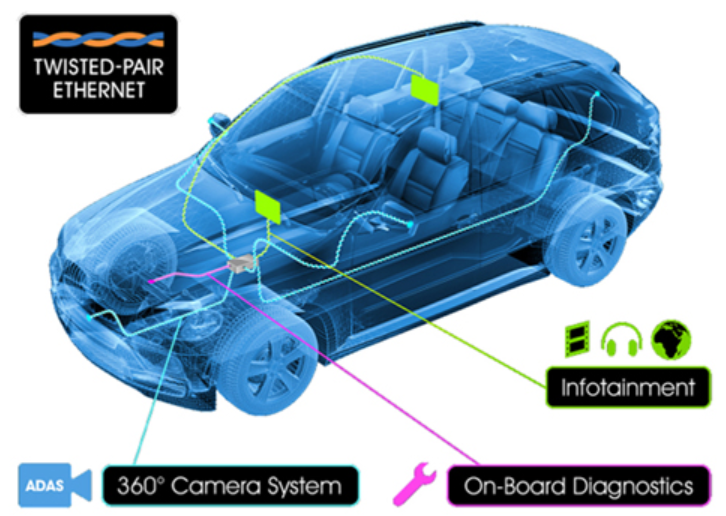 TWISTED-PAIR
ETHERNET
Infotainment
ADAS
360° Camera System
On-Board Diagnostics